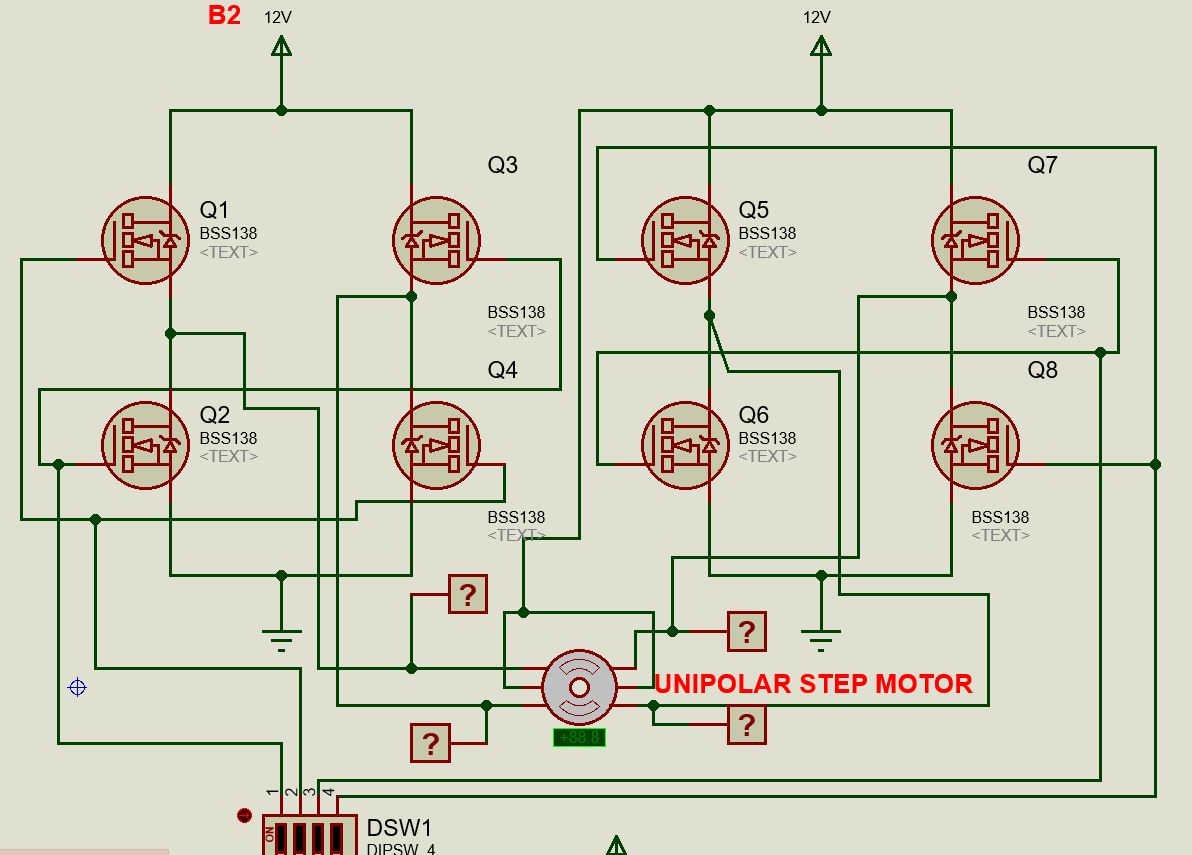 B2
12V
12V
Q3
Q7
Q1
BSS138
<TEXT>
Q5
BSS138
<TEXT>
BSS138
<TEXT>
BSS138
<TEXT>
Q4
Q8
Q2
BSS138
<TEXT>
Q6
BSS138
<TEXT>
BSS138
<TEXT>
BSS138
<TEXT>
?
?
UNIPOLAR STEP MOTOR
?
?
+88.8
1
2
3
4
ON
DSW1
DIPSW_4